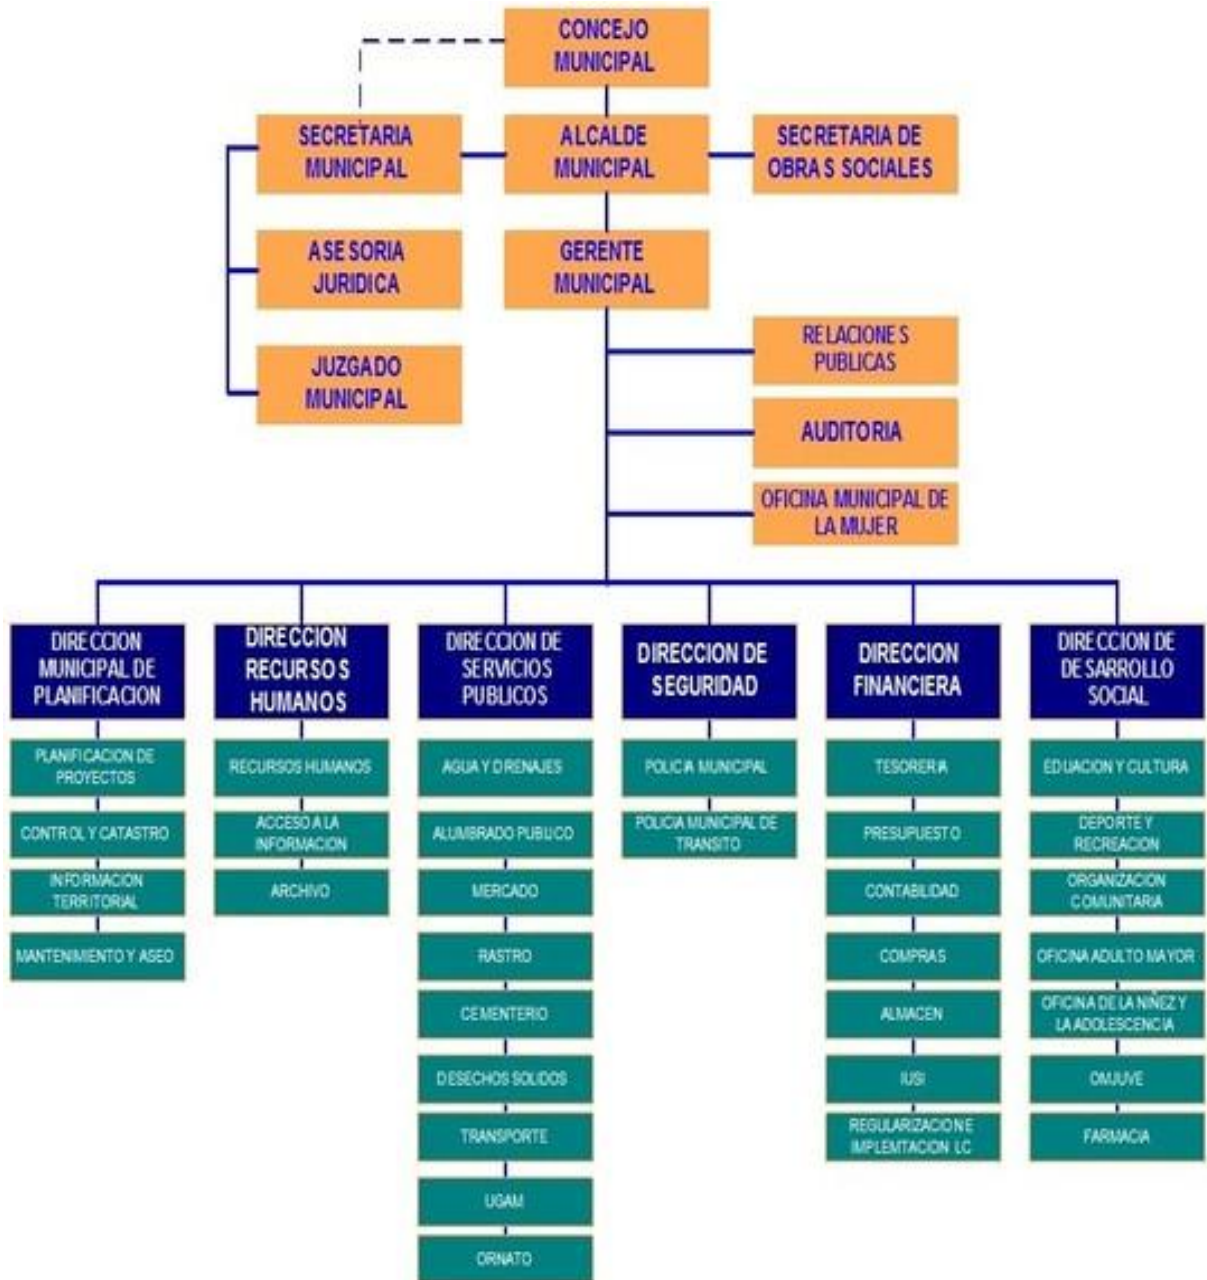 CONCEJO
MUNICIPAL
SECRETARIA
MUNICIPAL
ALCALDE
MUNICIPAL
SECRETARIA DE
OBRAS SOCIALES
ASESORIA
JURIDICA
GERENTE
MUNICIPAL
JUZGADO
MUNICIPAL
RELACIONES
PUBLICAS
AUDITORIA
OFICINA MUNICIPAL DE
LA MUJER
DIRECCION
MUNICIPAL DE
PLANIFICACION
PLANIFICACION DE
PROYECTOS
CONTROL Y CATASTRO
INFORMACION
TERRITORIAL
MANTENIMIENTO Y ASEO
DIRECCION
RECURSOS
HUMANOS
RECURSOS HUMANOS
ACCESO A LA
INFORMACION
ARCHIVO
DIRECCION DE
SERVICIOS
PUBLICOS
AGUA Y DRENAJES
ALUMBRADO PUBLICO
MERCADO
RASTRO
CEMENTERIO
DESECHOS SOLIDOS
TRANSPORTE
UGAM
ORNATO
DIRECCION DE
SEGURIDAD
POLICIA MUNICIPAL
POLICIA MUNICIPAL DE
TRANSITO
DIRECCION
FINANCIERA
TESORERIA
PRESUPUESTO
CONTABILIDAD
COMPRAS
ALMACEN
IUSI
REGULARIZACION E
IMPLEMTACION LC
DIRECCION DE
DESARROLLO
SOCIAL
EDUACION Y CULTURA
DEPORTE Y
RECREACION
ORGANIZACION
COMUNITARIA
OFICINA ADULTO MAYOR
OFICINA DE LA NIÑEZ Y
LA ADOLESCENCIA
OMJUVE
FARMACIA